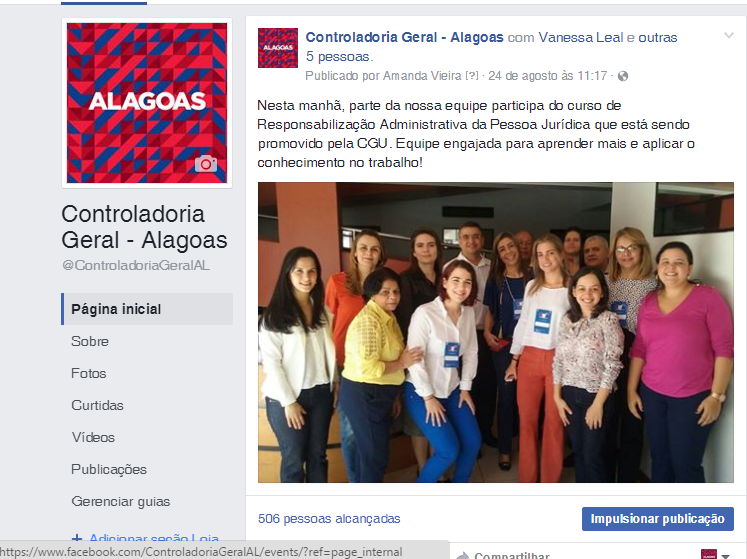 ALAGOAS
Controladoria
Geral - Alagoas
@ControladoriaGeralAL
Página inicial
Sobre
Fotos
Curtidas
Vídeos
Publicações
Gerenciar guias
+ Adicionar seção Loja
https://www.facebook.com/ControladoriaGeralAL/events/?ref=page_internal
ALAGOAS
Controladoria Geral - Alagoas com Vanessa Leal e outras
5 pessoas.
Publicado por Amanda Vieira [?] · 24 de agosto às 11:17 ·
Nesta manhã, parte da nossa equipe participa do curso de
Responsabilização Administrativa da Pessoa Jurídica que está sendo
promovido pela CGU. Equipe engajada para aprender mais e aplicar o
conhecimento no trabalho!
506 pessoas alcançadas
Impulsionar publicação
Compartilhar